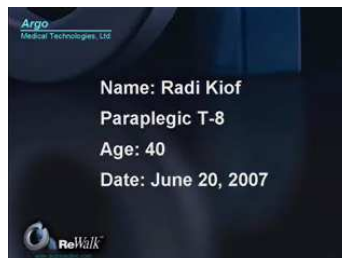 Argo
Medical Technologies, Ltd
Name: Radi Kiof
Paraplegic T-8
Age: 40
Date: June 20, 2007
ReWalk